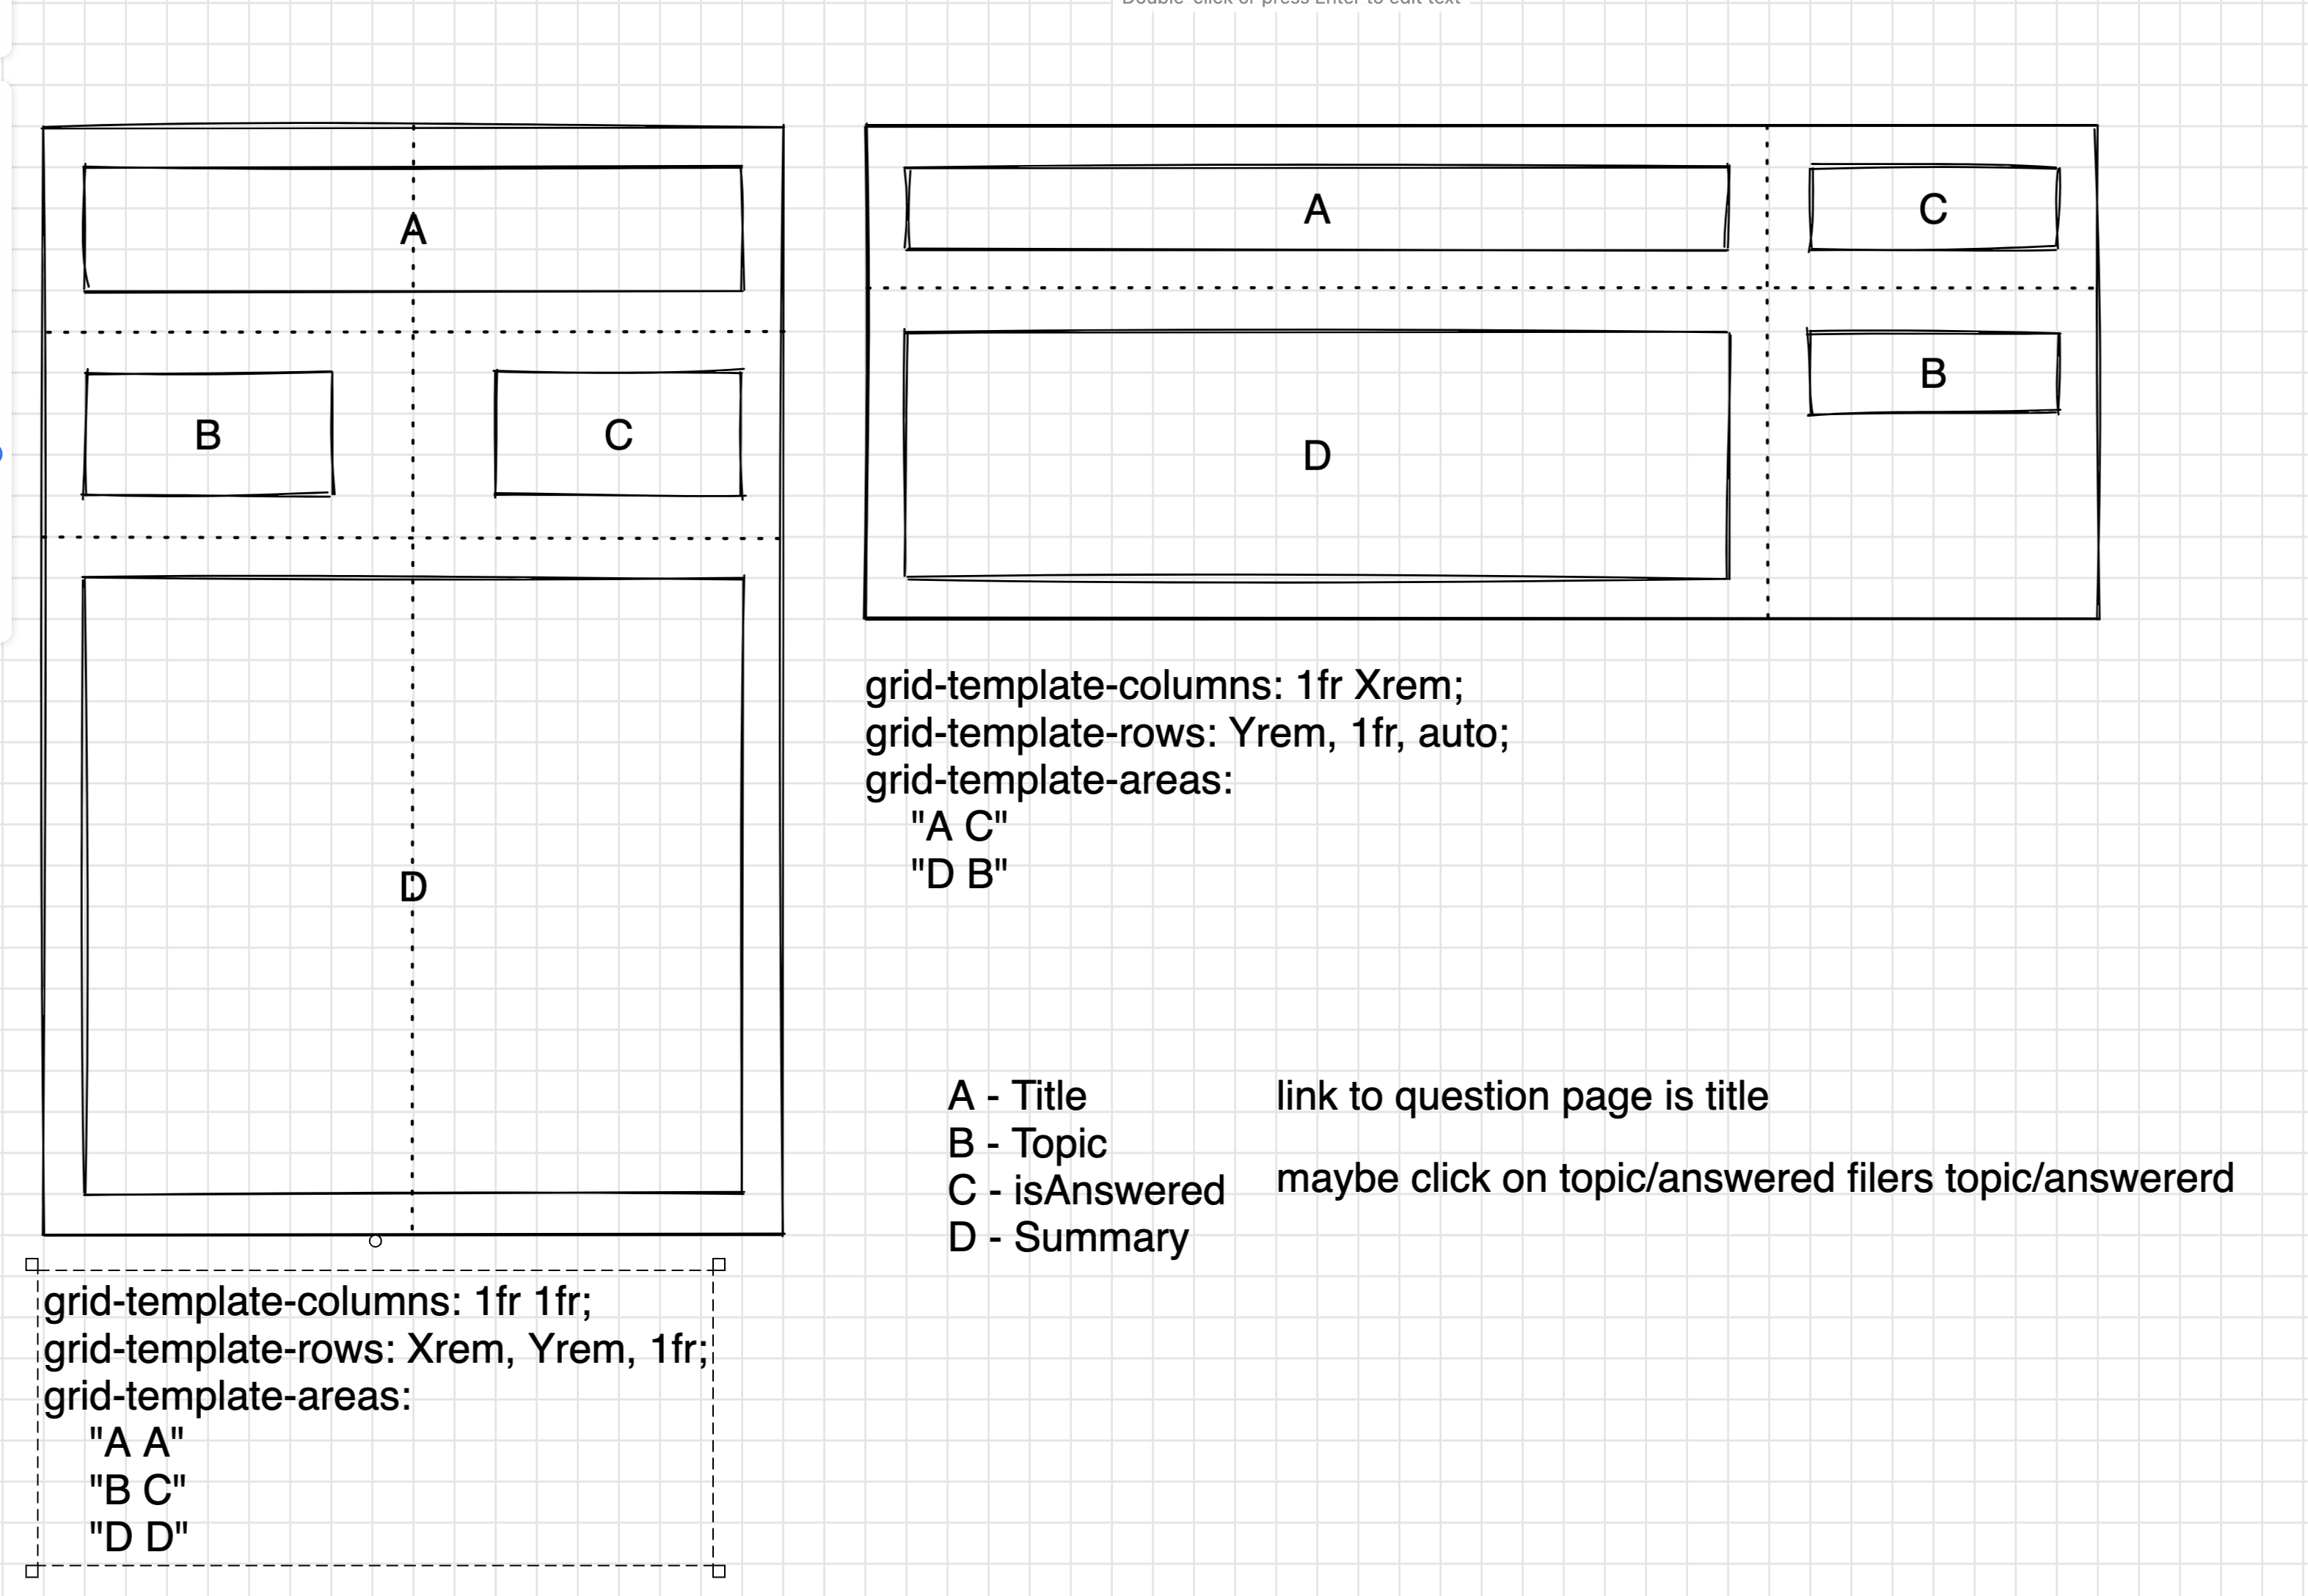 Double-click or press Enter to edit text
A
B
C
D
grid-template-columns: 1fr 1fr;
grid-template-rows: Xrem, Yrem, 1fr;
grid-template-areas:
"A A"
"B C"
"D D"
A
C
D
B
grid-template-columns: 1fr Xrem;
grid-template-rows: Yrem, 1fr, auto;
grid-template-areas:
"A C"
"D B"
A - Title
B - Topic
C - isAnswered
D - Summary
link to question page is title
maybe click on topic/answered filers topic/answererd